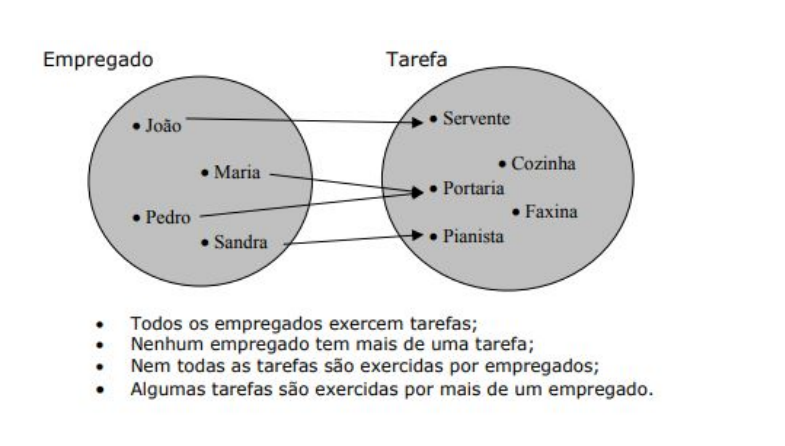 Empregado
Tarefa
• João
• Maria
• Pedro
• Sandra
• Servente
• Cozinha
• Portaria
• Faxina
• Pianista
• Todos os empregados exercem tarefas;
• Nenhum empregado tem mais de uma tarefa;
• Nem todas as tarefas são exercidas por empregados;
• Algumas tarefas são exercidas por mais de um empregado.